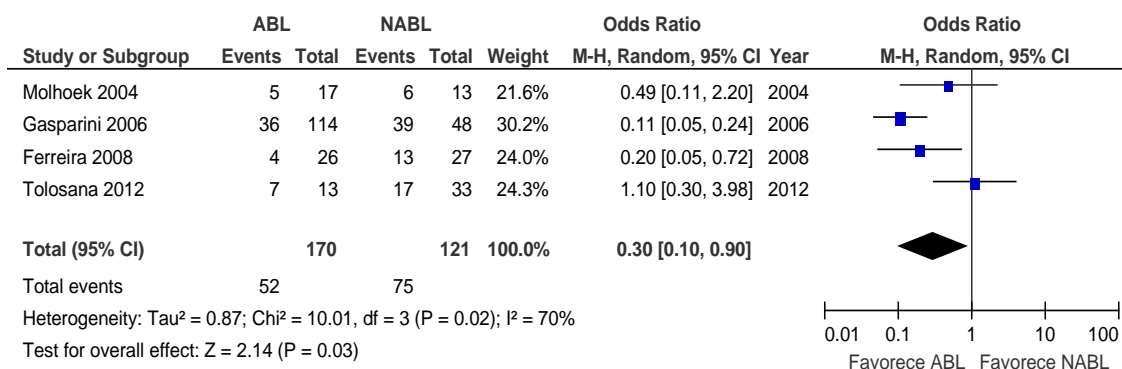 ABL NABL Odds Ratio Odds Ratio
Study or Subgroup Events Total Events Total Weight M-H, Random, 95% CI Year M-H, Random, 95% CI
Molhoek 2004 5 17 6 13 21.6% 0.49 [0.11, 2.20] 2004
Gasparini 2006 36 114 39 48 30.2% 0.11 [0.05, 0.24] 2006
Ferreira 2008 4 26 13 27 24.0% 0.20 [0.05, 0.72] 2008
Tolosana 2012 7 13 17 33 24.3% 1.10 [0.30, 3.98] 2012
Total (95% CI) 170 121 100.0% 0.30 [0.10, 0.90]
Total events 52 75
Heterogeneity: Tau² = 0.87; Chi² = 10.01, df = 3 (P = 0.02); I² = 70%
Test for overall effect: Z = 2.14 (P = 0.03)
0.01 0.1 1 10 100
Favorece ABL Favorece NABL